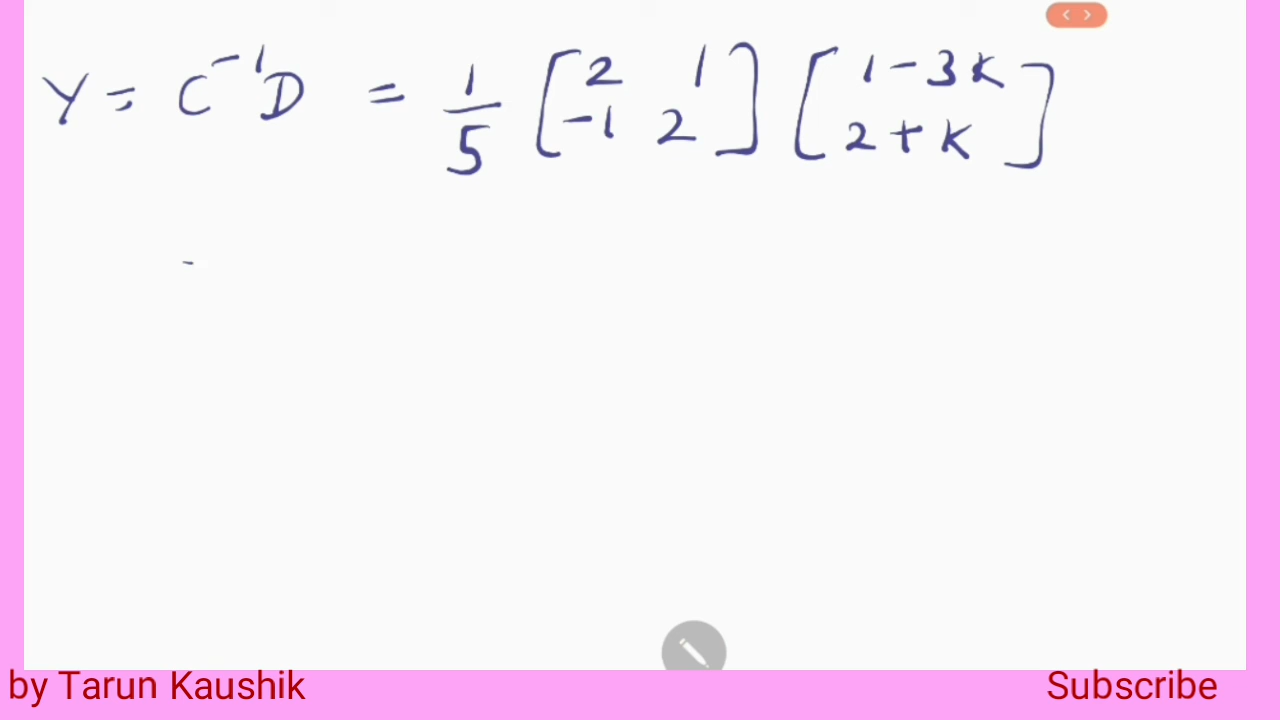 Y = C⁻¹D = 1/5 [2 1; -1 2] [1 - 3k; 2 + k]
by Tarun Kaushik
Subscribe